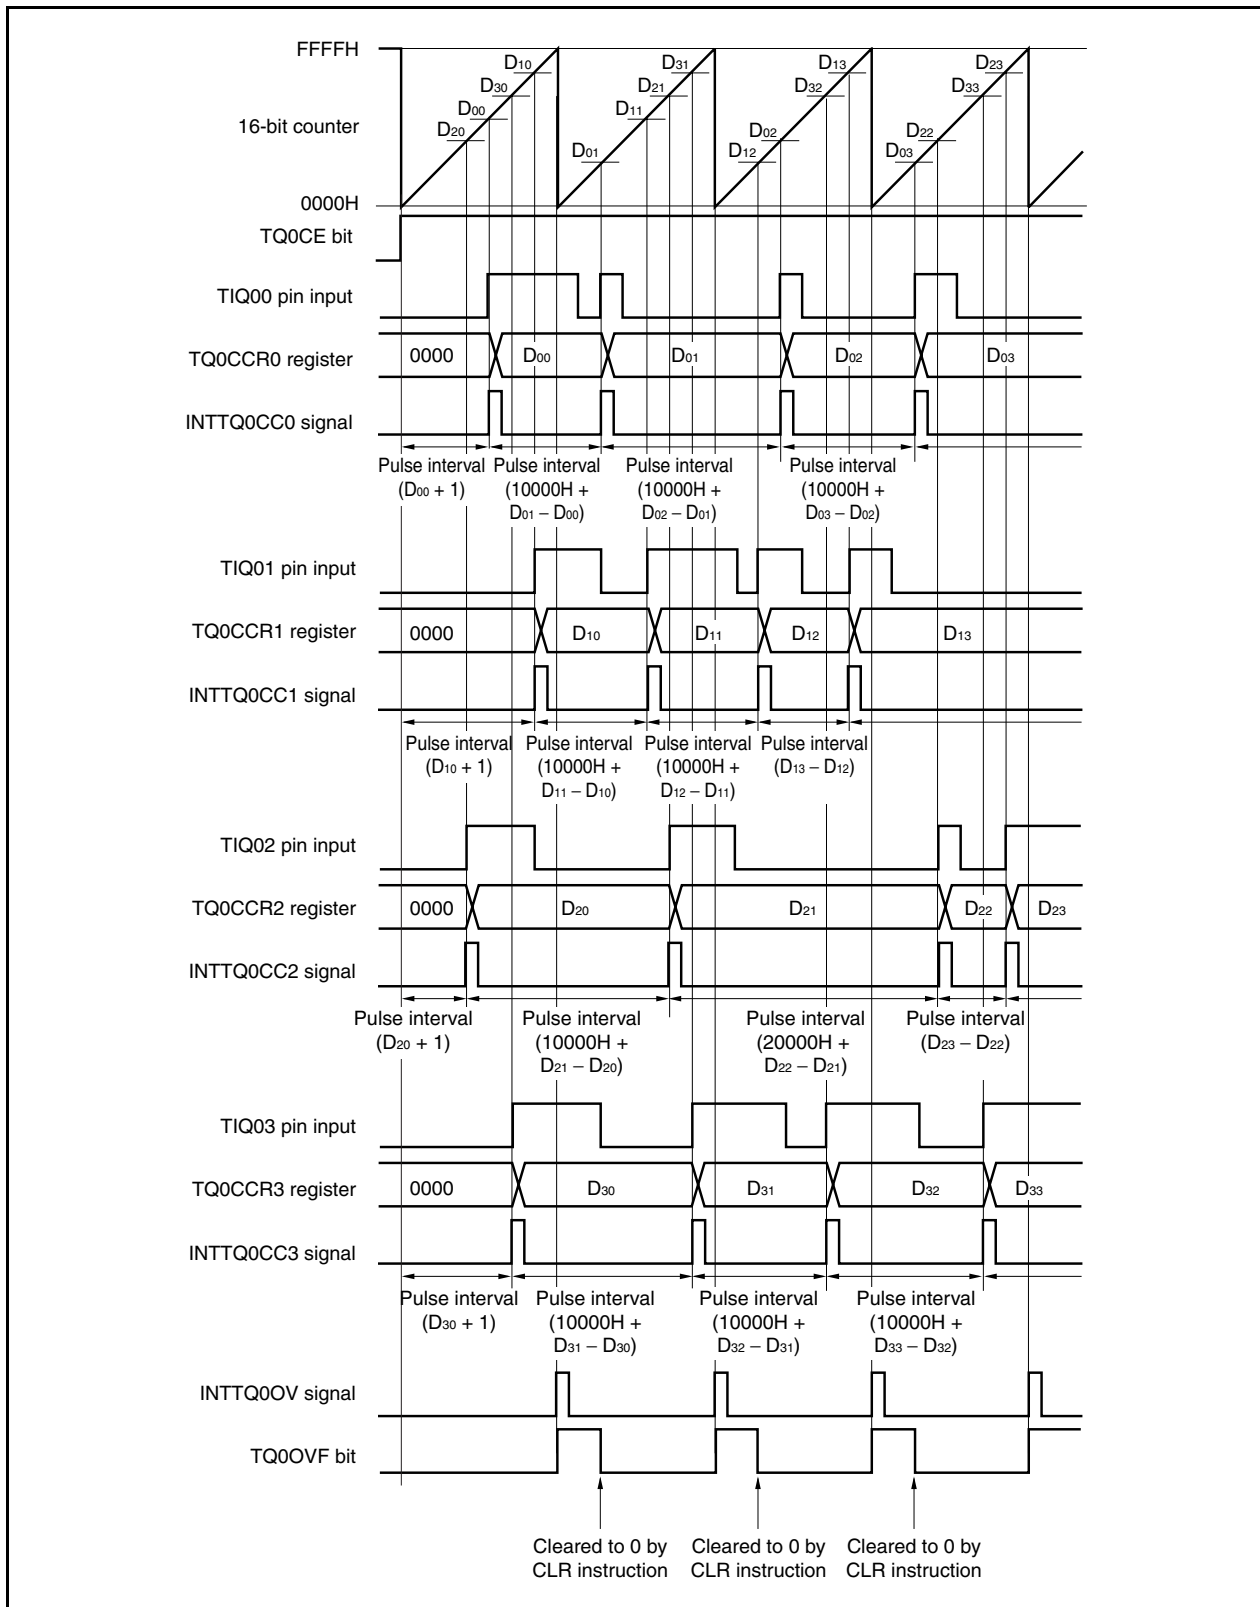 FFFFH
16-bit counter
0000H
D20
D00
D30
D10
D01
D11
D21
D31
D12
D02
D32
D13
D03
D22
D33
D23
TQ0CE bit
TIQ00 pin input
TQ0CCR0 register
0000
D00
D01
D02
D03
INTTQ0CC0 signal
Pulse interval
(D00 + 1)
Pulse interval
(10000H +
D01 – D00)
Pulse interval
(10000H +
D02 – D01)
Pulse interval
(10000H +
D03 – D02)
TIQ01 pin input
TQ0CCR1 register
0000
D10
D11
D12
D13
INTTQ0CC1 signal
Pulse interval
(D10 + 1)
Pulse interval
(10000H +
D11 – D10)
Pulse interval
(10000H +
D12 – D11)
Pulse interval
(D13 – D12)
TIQ02 pin input
TQ0CCR2 register
0000
D20
D21
D22
D23
INTTQ0CC2 signal
Pulse interval
(D20 + 1)
Pulse interval
(10000H +
D21 – D20)
Pulse interval
(20000H +
D22 – D21)
Pulse interval
(D23 – D22)
TIQ03 pin input
TQ0CCR3 register
0000
D30
D31
D32
D33
INTTQ0CC3 signal
Pulse interval
(D30 + 1)
Pulse interval
(10000H +
D31 – D30)
Pulse interval
(10000H +
D32 – D31)
Pulse interval
(10000H +
D33 – D32)
INTTQ0OV signal
TQ0OVF bit
Cleared to 0 by
CLR instruction
Cleared to 0 by
CLR instruction
Cleared to 0 by
CLR instruction